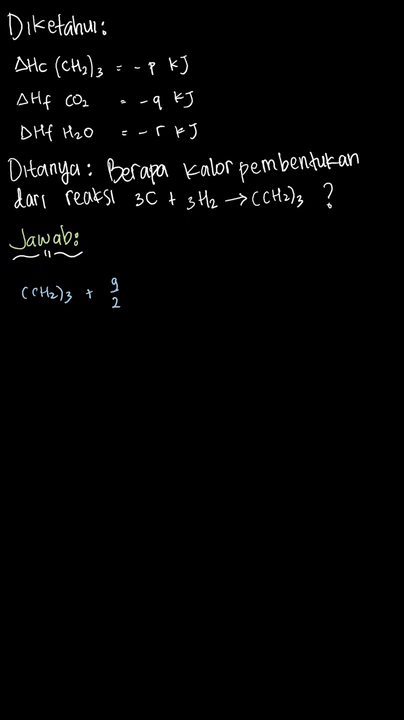 Diketahui:
ΔHc (CH2)3 = - p kJ
ΔHf CO2 = - q kJ
ΔHf H2O = - r kJ
Ditanya: Berapa kalor pembentukan
dari reaksi 3C + 3H2 → (CH2)3 ?
Jawab:
(CH2)3 + 9/2